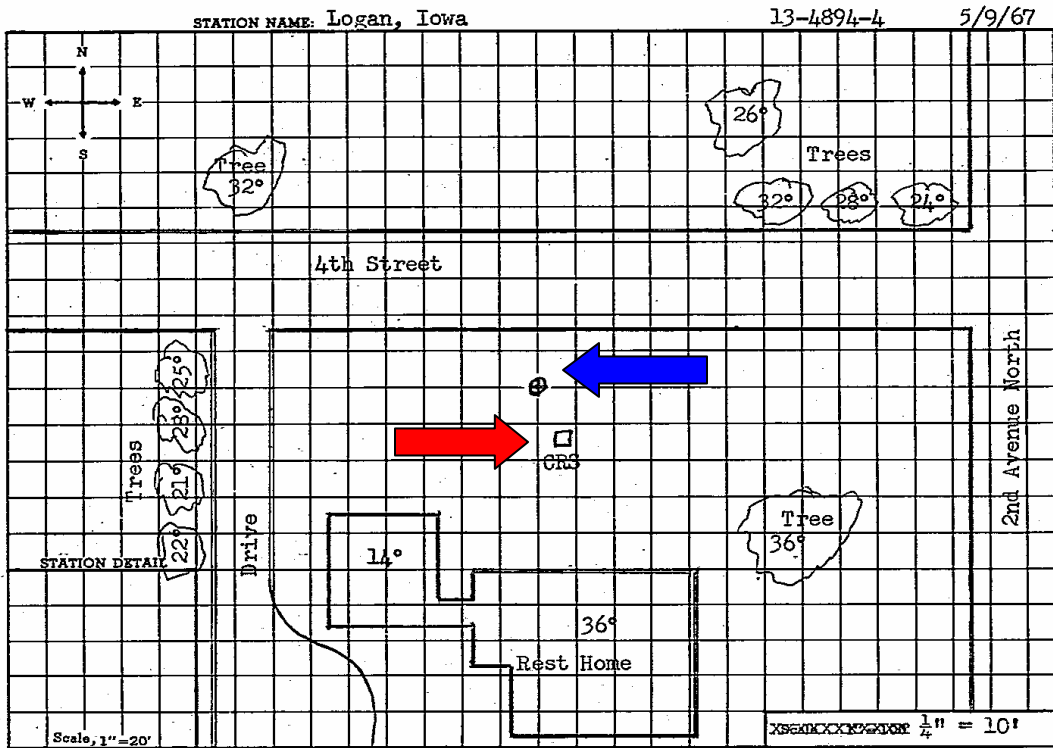 STATION NAME: Logan, Iowa 13-4894-4 5/9/67
N
W E
S
26°
Tree
32°
Trees
32° 28° 24°
4th Street
25°
28°
21°
22°
Trees
Drive
CRS
2nd Avenue North
Tree
36°
STATION DETAIL
14°
36°
Rest Home
Scale, 1"=20'
¼" = 10'